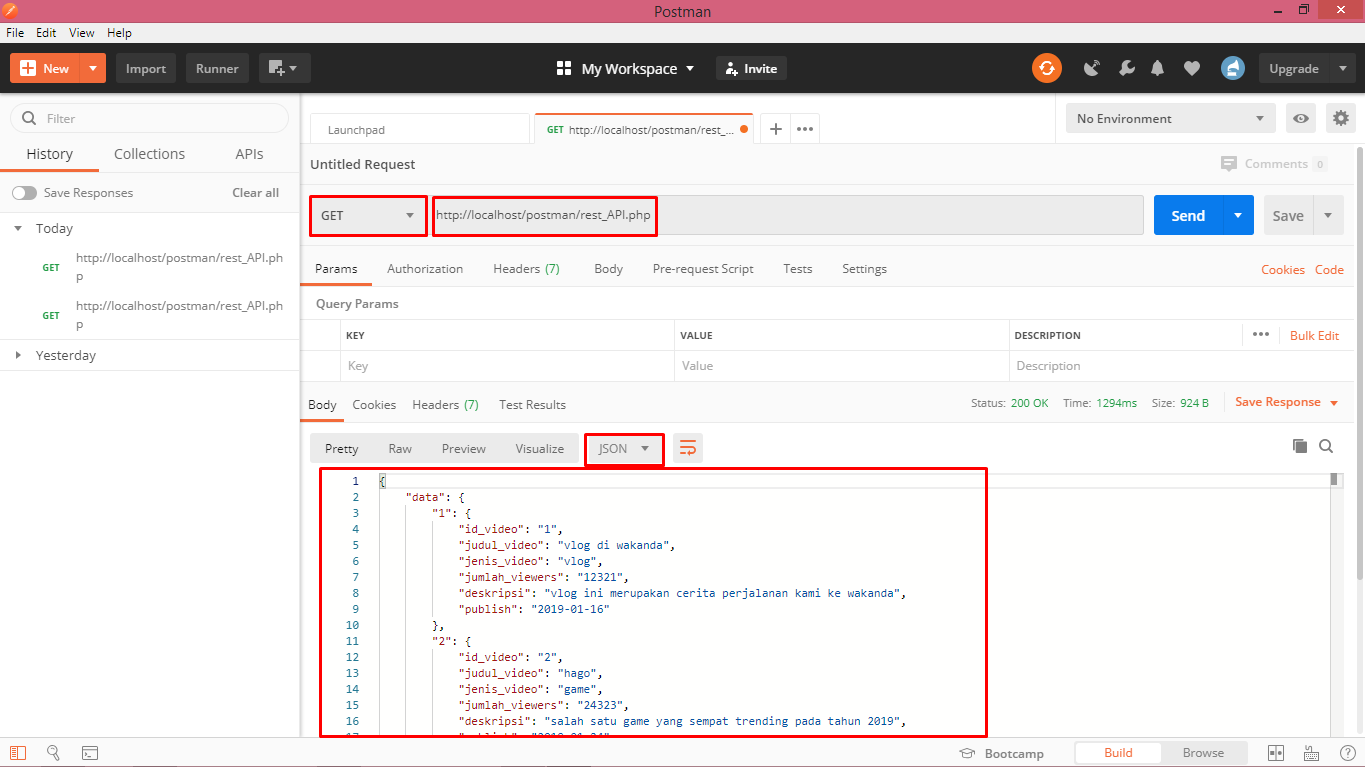 Postman
File Edit View Help
New Import Runner My Workspace Invite Upgrade
Filter
History Collections APIs
Save Responses Clear all
Today
GET http://localhost/postman/rest_API.ph
p
GET http://localhost/postman/rest_API.ph
p
Yesterday
Launchpad GET http://localhost/postman/rest_... No Environment
Untitled Request Comments 0
GET http://localhost/postman/rest_API.php Send Save
Params Authorization Headers (7) Body Pre-request Script Tests Settings Cookies Code
Query Params
KEY VALUE DESCRIPTION Bulk Edit
Key Value Description
Body Cookies Headers (7) Test Results Status: 200 OK Time: 1294ms Size: 924 B Save Response
Pretty Raw Preview Visualize JSON
1 {
2 "data": {
3 "1": {
4 "id_video": "1",
5 "judul_video": "vlog di wakanda",
6 "jenis_video": "vlog",
7 "jumlah_viewers": "12321",
8 "deskripsi": "vlog ini merupakan cerita perjalanan kami ke wakanda",
9 "publish": "2019-01-16"
10 },
11 "2": {
12 "id_video": "2",
13 "judul_video": "hago",
14 "jenis_video": "game",
15 "jumlah_viewers": "24323",
16 "deskripsi": "salah satu game yang sempat trending pada tahun 2019",
Bootcamp Build Browse